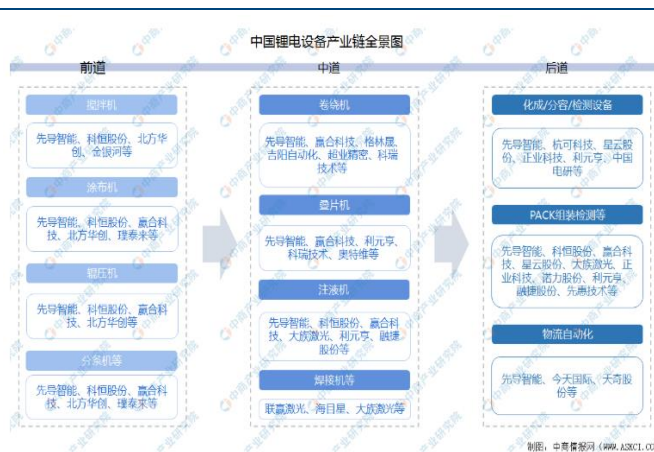 中国锂电设备产业链全景图
前道
中道
后道
搅拌机
先导智能、科恒股份、北方华
创、金银河等
涂布机
先导智能、科恒股份、赢合科
技、北方华创、璞泰来等
辊压机
先导智能、科恒股份、赢合科
技、北方华创等
分条机等
先导智能、科恒股份、赢合科
技、北方华创、璞泰来等
卷绕机
先导智能、赢合科技、格林晟、
吉阳自动化、超业精密、科瑞
技术等
叠片机
先导智能、赢合科技、利元亨、
科瑞技术、奥特维等
注液机
先导智能、科恒股份、赢合科
技、大族激光、利元亨、融捷
股份等
焊接机等
联赢激光、海目星、大族激光等
化成/分容/检测设备
先导智能、杭可科技、星云股
份、正业科技、利元亨、中国
电研等
PACK组装检测等
先导智能、科恒股份、赢合科
技、星云股份、大族激光、正
业科技、诺力股份、利元亨、
融捷股份、先惠技术等
物流自动化
先导智能、今天国际、天奇股
份等
制图：中商情报网（WWW.ASKCI.CO